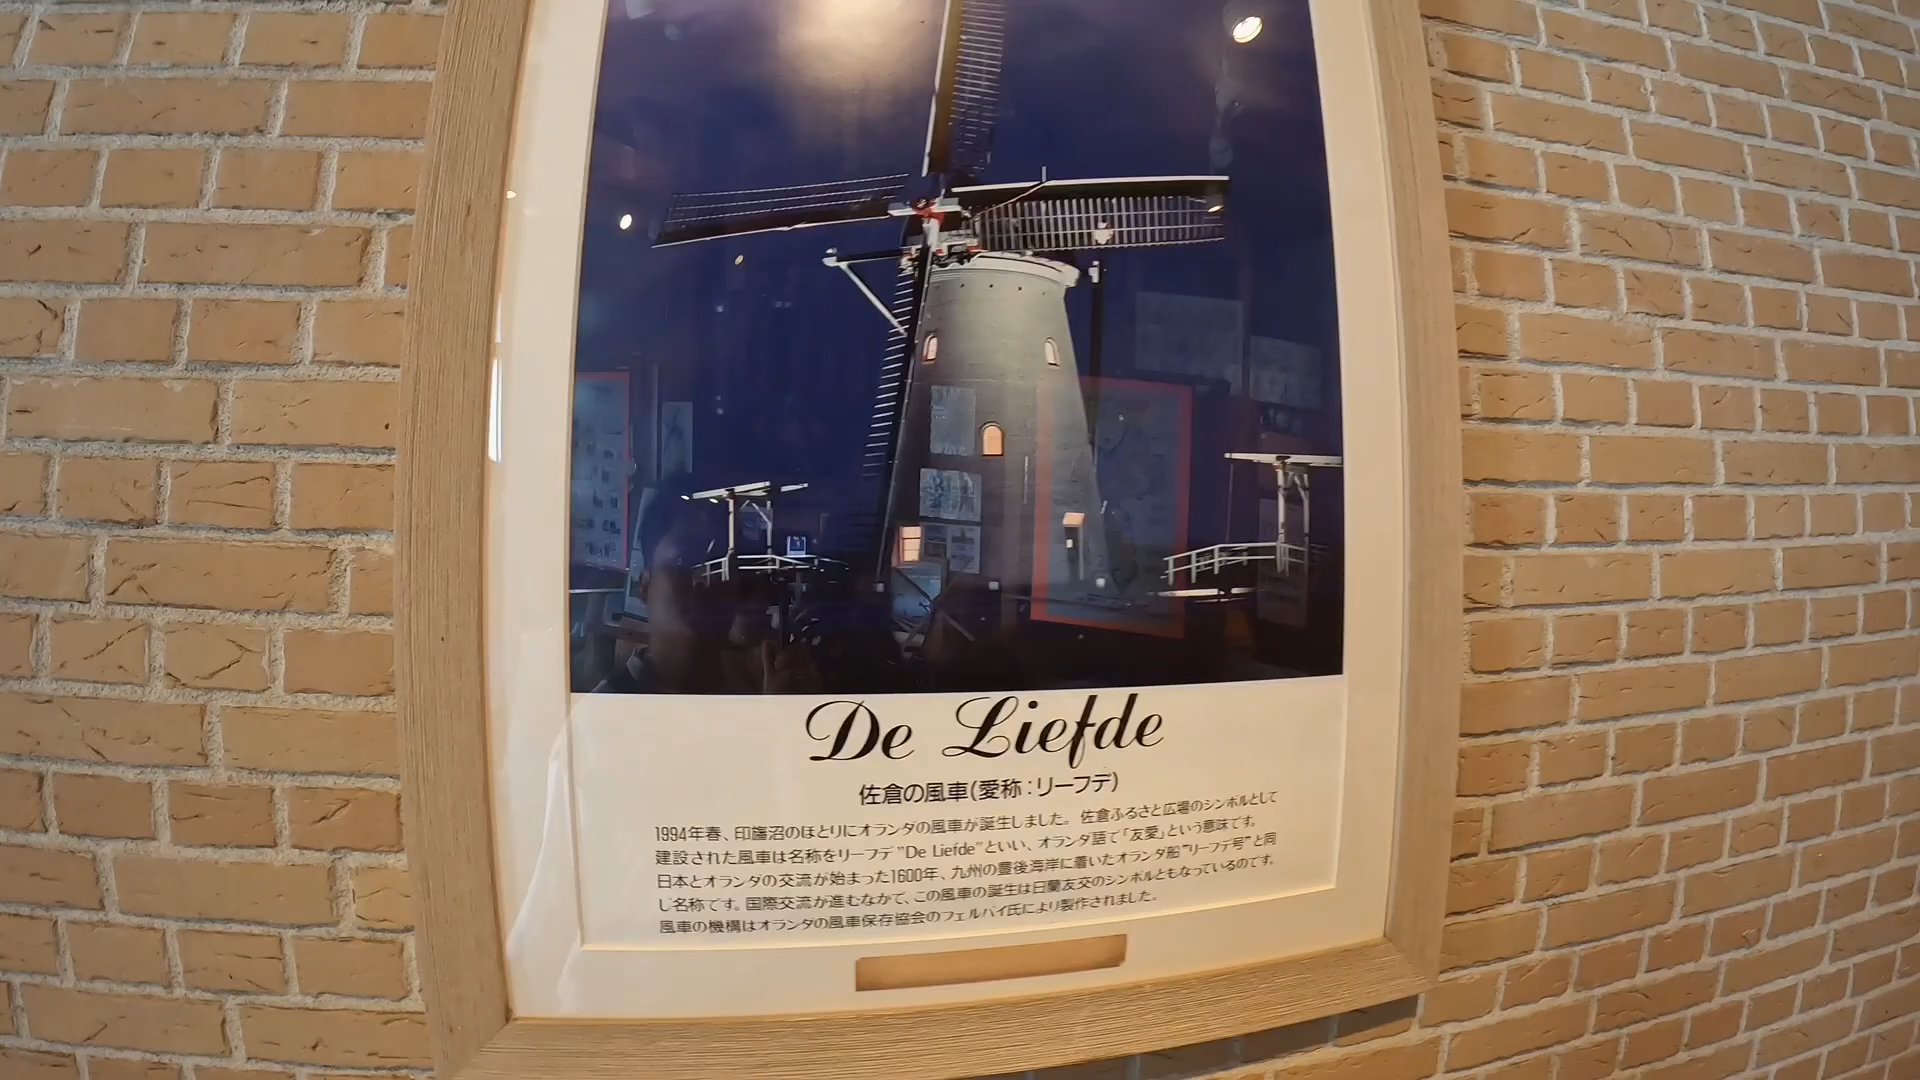 De Liefde
佐倉の風車(愛称：リーフデ)
1994年春、印旛沼のほとりにオランダの風車が誕生しました。佐倉ふるさと広場のシンボルとして
建設された風車は名称をリーフデ"De Liefde"といい、オランダ語で「友愛」という意味です。
日本とオランダの交流が始まった1600年、九州の豊後海岸に着いたオランダ船"リーフデ号"と同
じ名称です。国際交流が進むなかで、この風車の誕生は日蘭友交のシンボルともなっているのです。
風車の機構はオランダの風車保存協会のフェルバイ氏により製作されました。